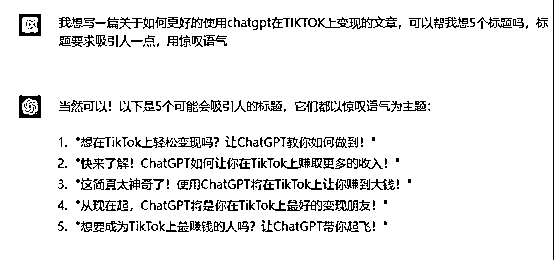 我想写一篇关于如何更好的使用chatgpt在TIKTOK上变现的文章，可以帮我想5个标题吗，标
题要求吸引人一点，用惊叹语气
当然可以！以下是5个可能会吸引人的标题，它们都以惊叹语气为主题：
1. "想在TikTok上轻松变现吗？让ChatGPT教你如何做到！"
2. "快来了解！ChatGPT如何让你在TikTok上赚取更多的收入！"
3. "这简直太神奇了！使用ChatGPT将在TikTok上让你赚到大钱！"
4. "从现在起，ChatGPT将是你在TikTok上最好的变现朋友！"
5. "想要成为TikTok上最赚钱的人吗？让ChatGPT带你起飞！"